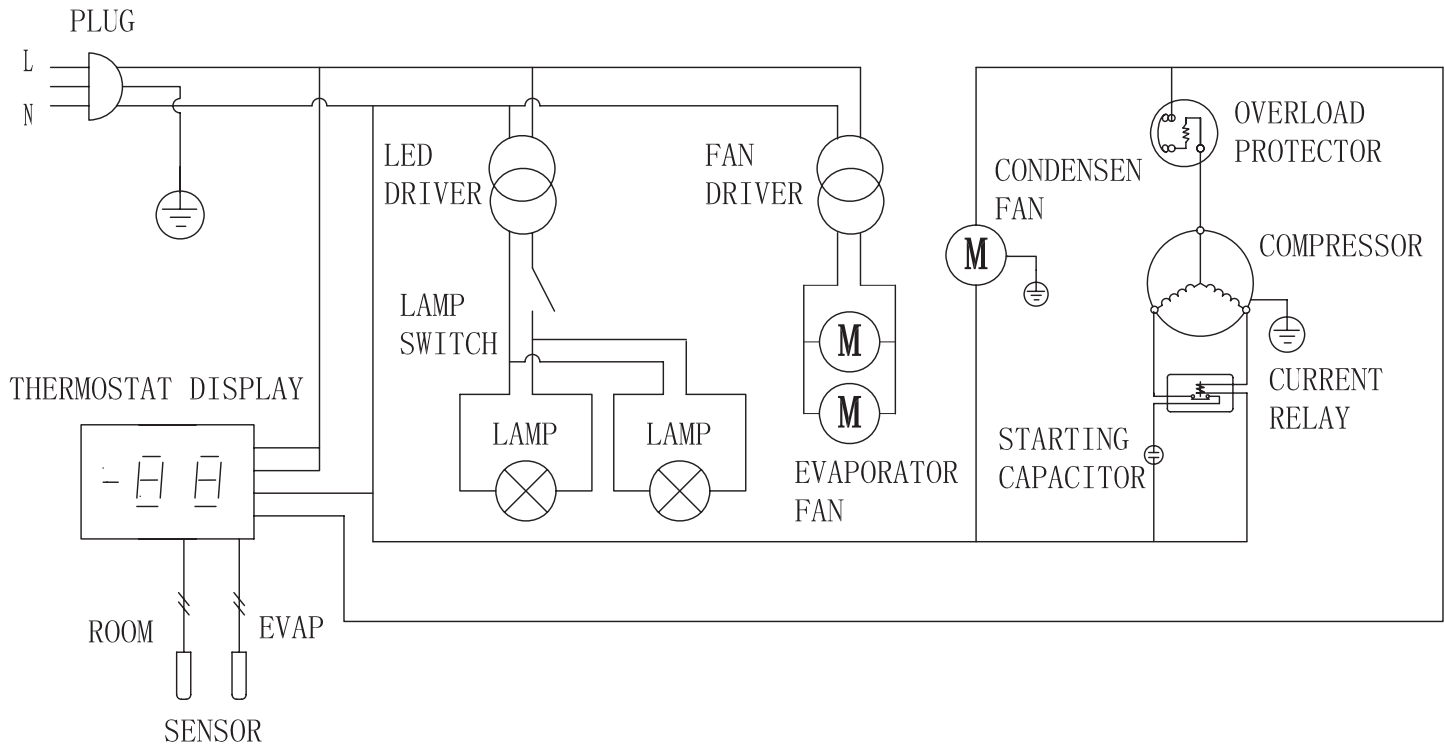 PLUG
L
N
LED
DRIVER
FAN
DRIVER
CONDENSEN
FAN
M
OVERLOAD
PROTECTOR
COMPRESSOR
LAMP
SWITCH
M
M
THERMOSTAT DISPLAY
-88
LAMP
LAMP
EVAPORATOR
FAN
CURRENT
RELAY
STARTING
CAPACITOR
ROOM
EVAP
SENSOR